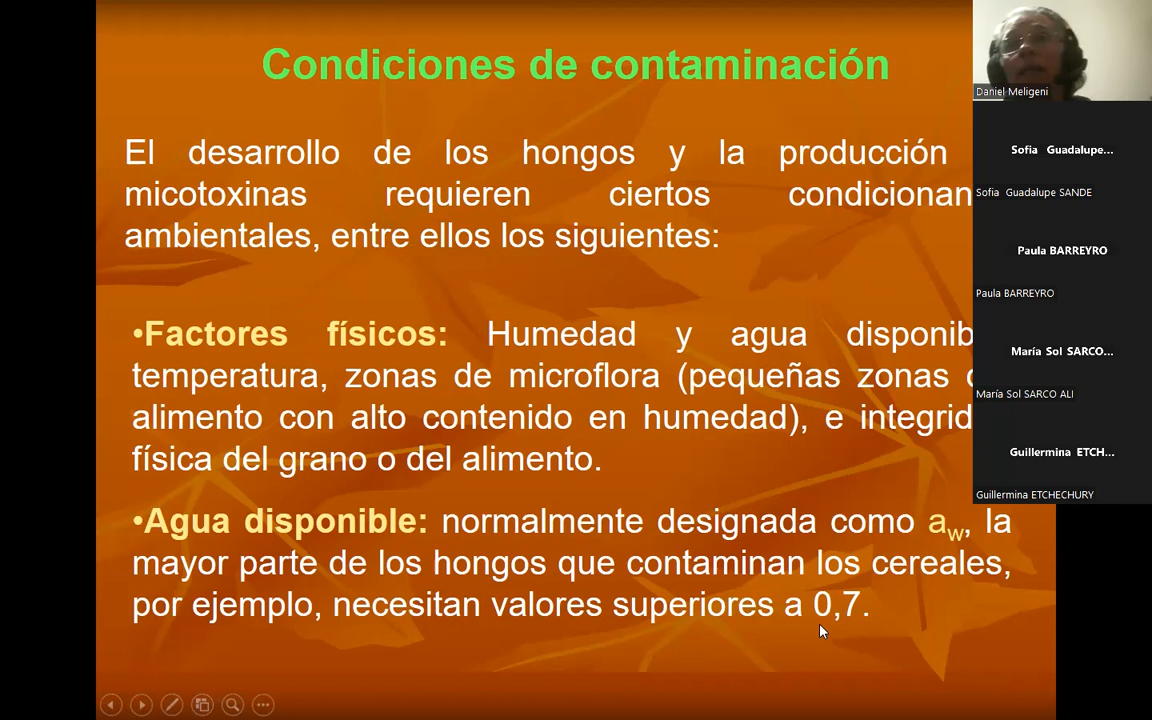 Condiciones de contaminación
El desarrollo de los hongos y la producción
micotoxinas requieren ciertos condicionan
ambientales, entre ellos los siguientes:
•Factores físicos: Humedad y agua disponib
temperatura, zonas de microflora (pequeñas zonas
alimento con alto contenido en humedad), e integrid
física del grano o del alimento.
•Agua disponible: normalmente designada como aw, la
mayor parte de los hongos que contaminan los cereales,
por ejemplo, necesitan valores superiores a 0,7.
Daniel Meligeni
Sofia Guadalupe...
Sofia Guadalupe SANDE
Paula BARREYRO
Paula BARREYRO
María Sol SARCO...
María Sol SARCO ALI
Guillermina ETCH...
Guillermina ETCHECHURY